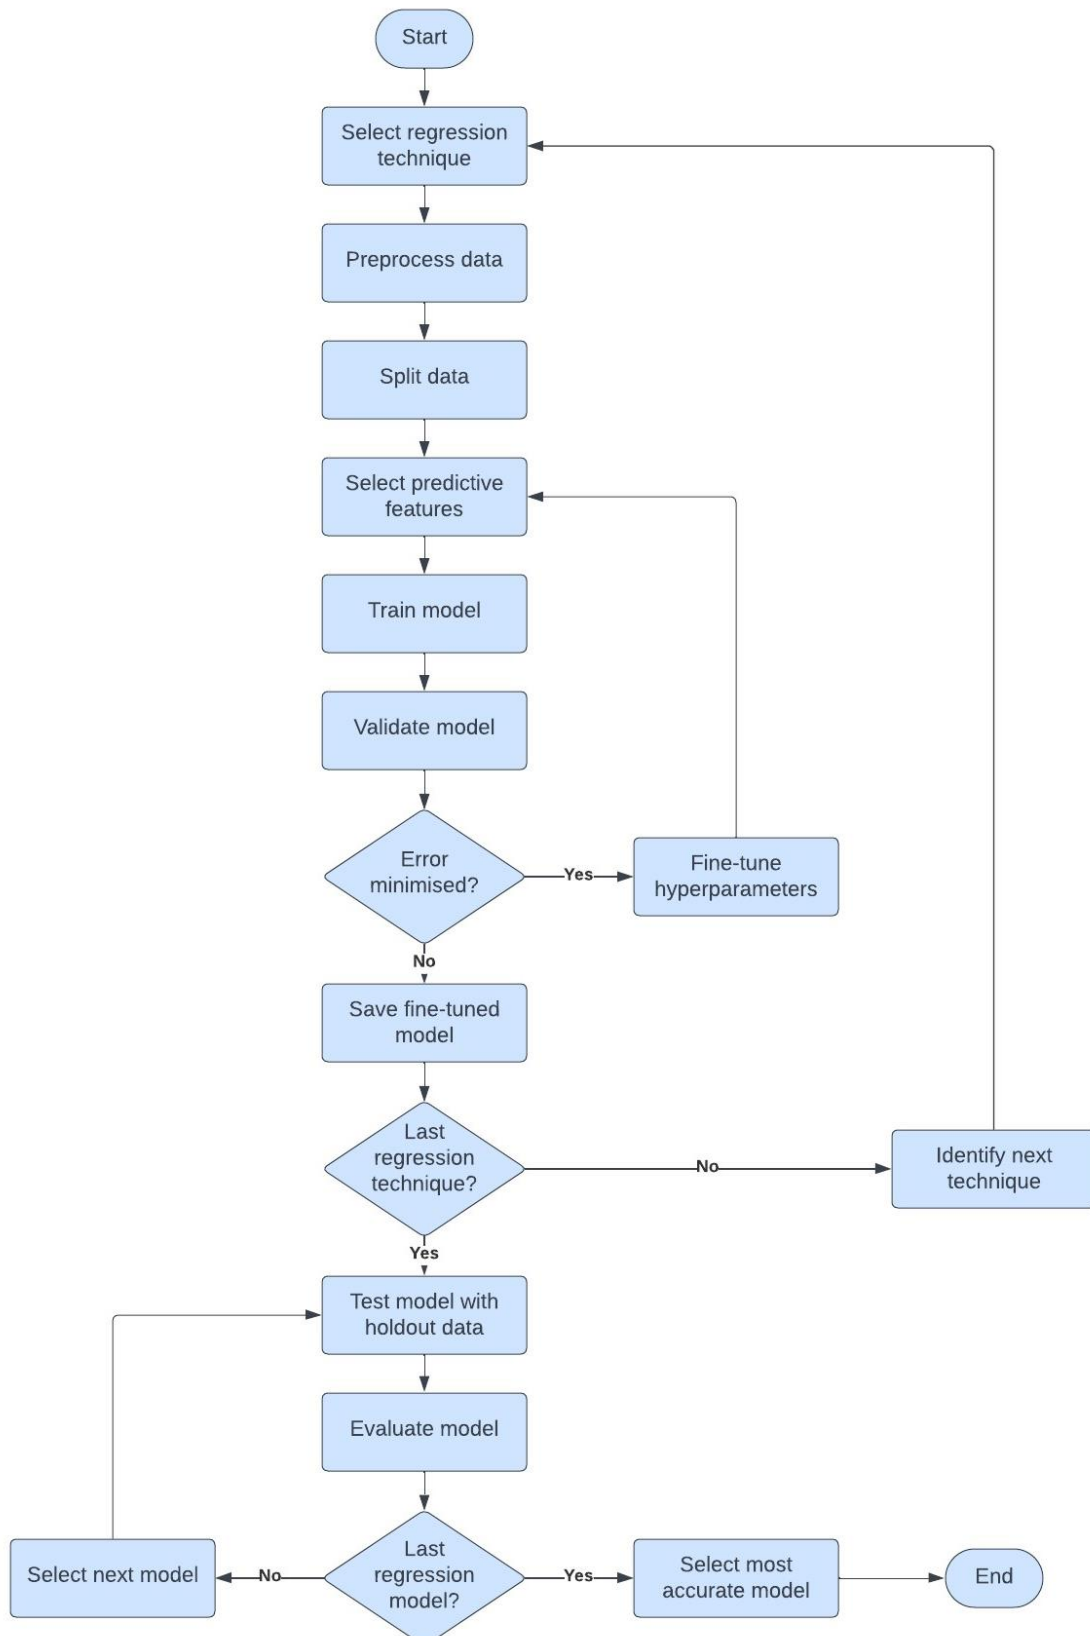 Start
Select regression
technique
Preprocess data
Split data
Select predictive
features
Train model
Validate model
Error
minimised?
Yes
Fine-tune
hyperparameters
No
Save fine-tuned
model
Last
regression
technique?
No
Identify next
technique
Yes
Test model with
holdout data
Evaluate model
Select next model
No
Last
regression
model?
Yes
Select most
accurate model
End